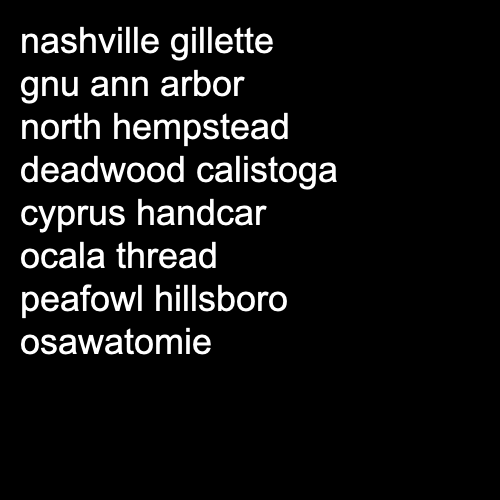 nashville gillette
gnu ann arbor
north hempstead
deadwood calistoga
cyprus handcar
ocala thread
peafowl hillsboro
osawatomie